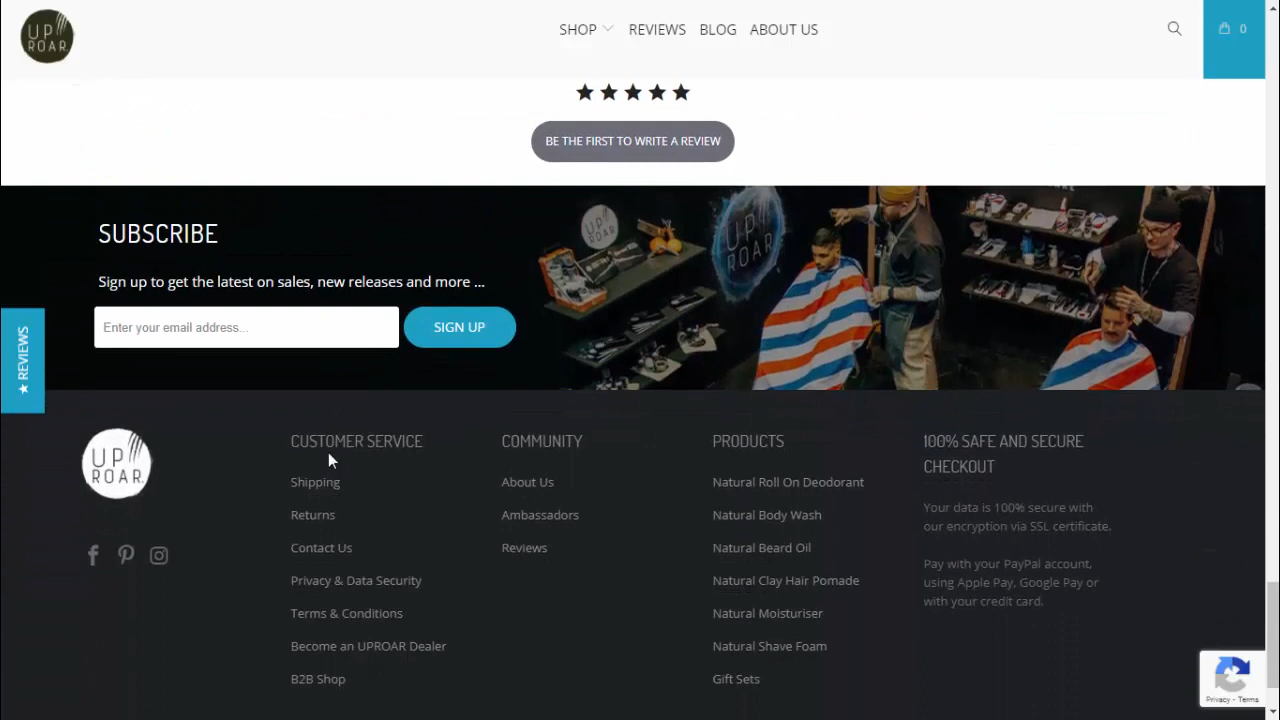 UP
ROAR.
SHOP
REVIEWS
BLOG
ABOUT US
0
BE THE FIRST TO WRITE A REVIEW
SUBSCRIBE
Sign up to get the latest on sales, new releases and more ...
Enter your email address...
SIGN UP
UP
ROAR
★ REVIEWS
UP
ROAR.
CUSTOMER SERVICE
Shipping
Returns
Contact Us
Privacy & Data Security
Terms & Conditions
Become an UPROAR Dealer
B2B Shop
COMMUNITY
About Us
Ambassadors
Reviews
PRODUCTS
Natural Roll On Deodorant
Natural Body Wash
Natural Beard Oil
Natural Clay Hair Pomade
Natural Moisturiser
Natural Shave Foam
Gift Sets
100% SAFE AND SECURE
CHECKOUT
Your data is 100% secure with
our encryption via SSL certificate.
Pay with your PayPal account,
using Apple Pay, Google Pay or
with your credit card.
Privacy - Terms